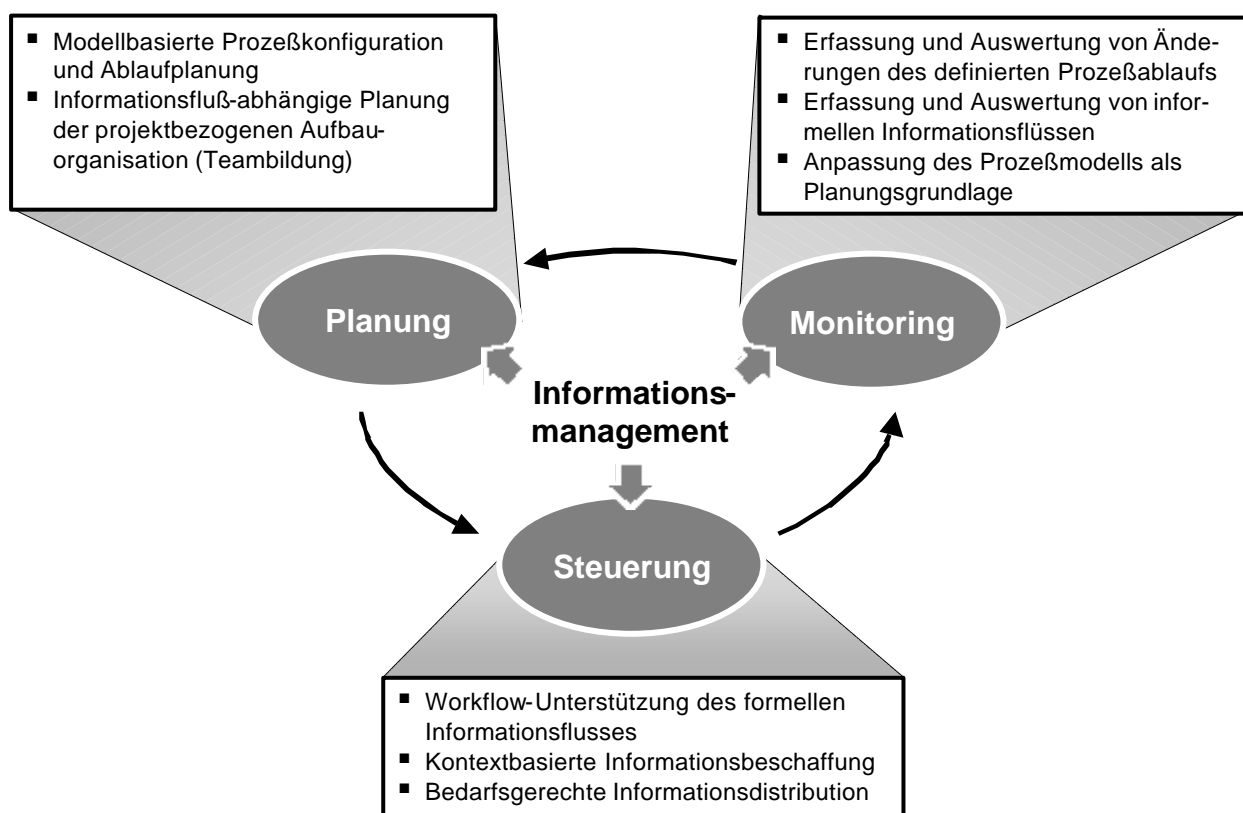 ▪ Modellbasierte Prozeßkonfiguration
und Ablaufplanung
▪ Informationsfluß-abhängige Planung
der projektbezogenen Aufbau-
organisation (Teambildung)
▪ Erfassung und Auswertung von Ände-
rungen des definierten Prozeßablaufs
▪ Erfassung und Auswertung von infor-
mellen Informationsflüssen
▪ Anpassung des Prozeßmodells als
Planungsgrundlage
Planung
Monitoring
Informations-
management
Steuerung
▪ Workflow-Unterstützung des formellen
Informationsflusses
▪ Kontextbasierte Informationsbeschaffung
▪ Bedarfsgerechte Informationsdistribution